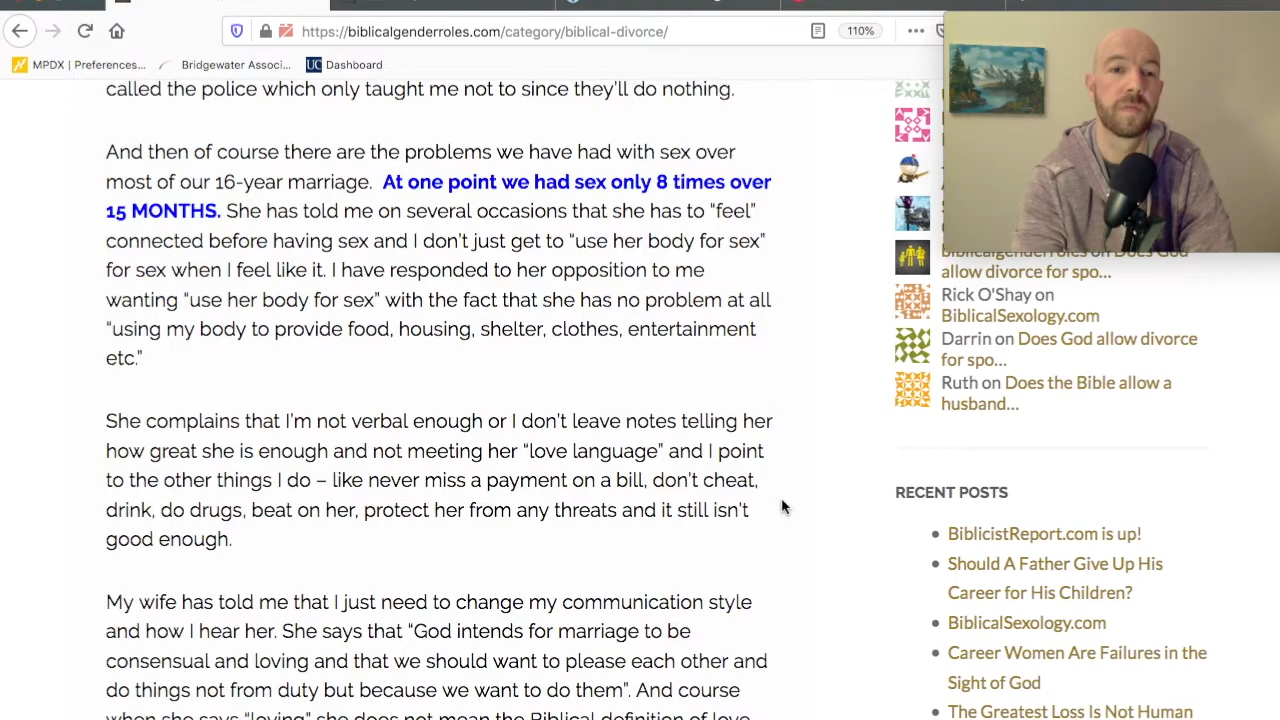 https://biblicalgenderroles.com/category/biblical-divorce/
110%
MPDX | Preferences...
Bridgewater Associ...
UC Dashboard
called the police which only taught me not to since they'll do nothing.
And then of course there are the problems we have had with sex over
most of our 16-year marriage. At one point we had sex only 8 times over
15 MONTHS. She has told me on several occasions that she has to “feel”
connected before having sex and I don't just get to “use her body for sex”
for sex when I feel like it. I have responded to her opposition to me
wanting “use her body for sex” with the fact that she has no problem at all
“using my body to provide food, housing, shelter, clothes, entertainment
etc.”
She complains that I'm not verbal enough or I don't leave notes telling her
how great she is enough and not meeting her “love language” and I point
to the other things I do – like never miss a payment on a bill, don't cheat,
drink, do drugs, beat on her, protect her from any threats and it still isn't
good enough.
My wife has told me that I just need to change my communication style
and how I hear her. She says that “God intends for marriage to be
consensual and loving and that we should want to please each other and
do things not from duty but because we want to do them”. And course
when she says “loving” she does not mean the Biblical definition of love
biblicalgenderroles on Does God
allow divorce for spo...
Rick O'Shay on
BiblicalSexology.com
Darrin on Does God allow divorce
for spo...
Ruth on Does the Bible allow a
husband...
RECENT POSTS
BiblicistReport.com is up!
Should A Father Give Up His
Career for His Children?
BiblicalSexology.com
Career Women Are Failures in the
Sight of God
The Greatest Loss Is Not Human